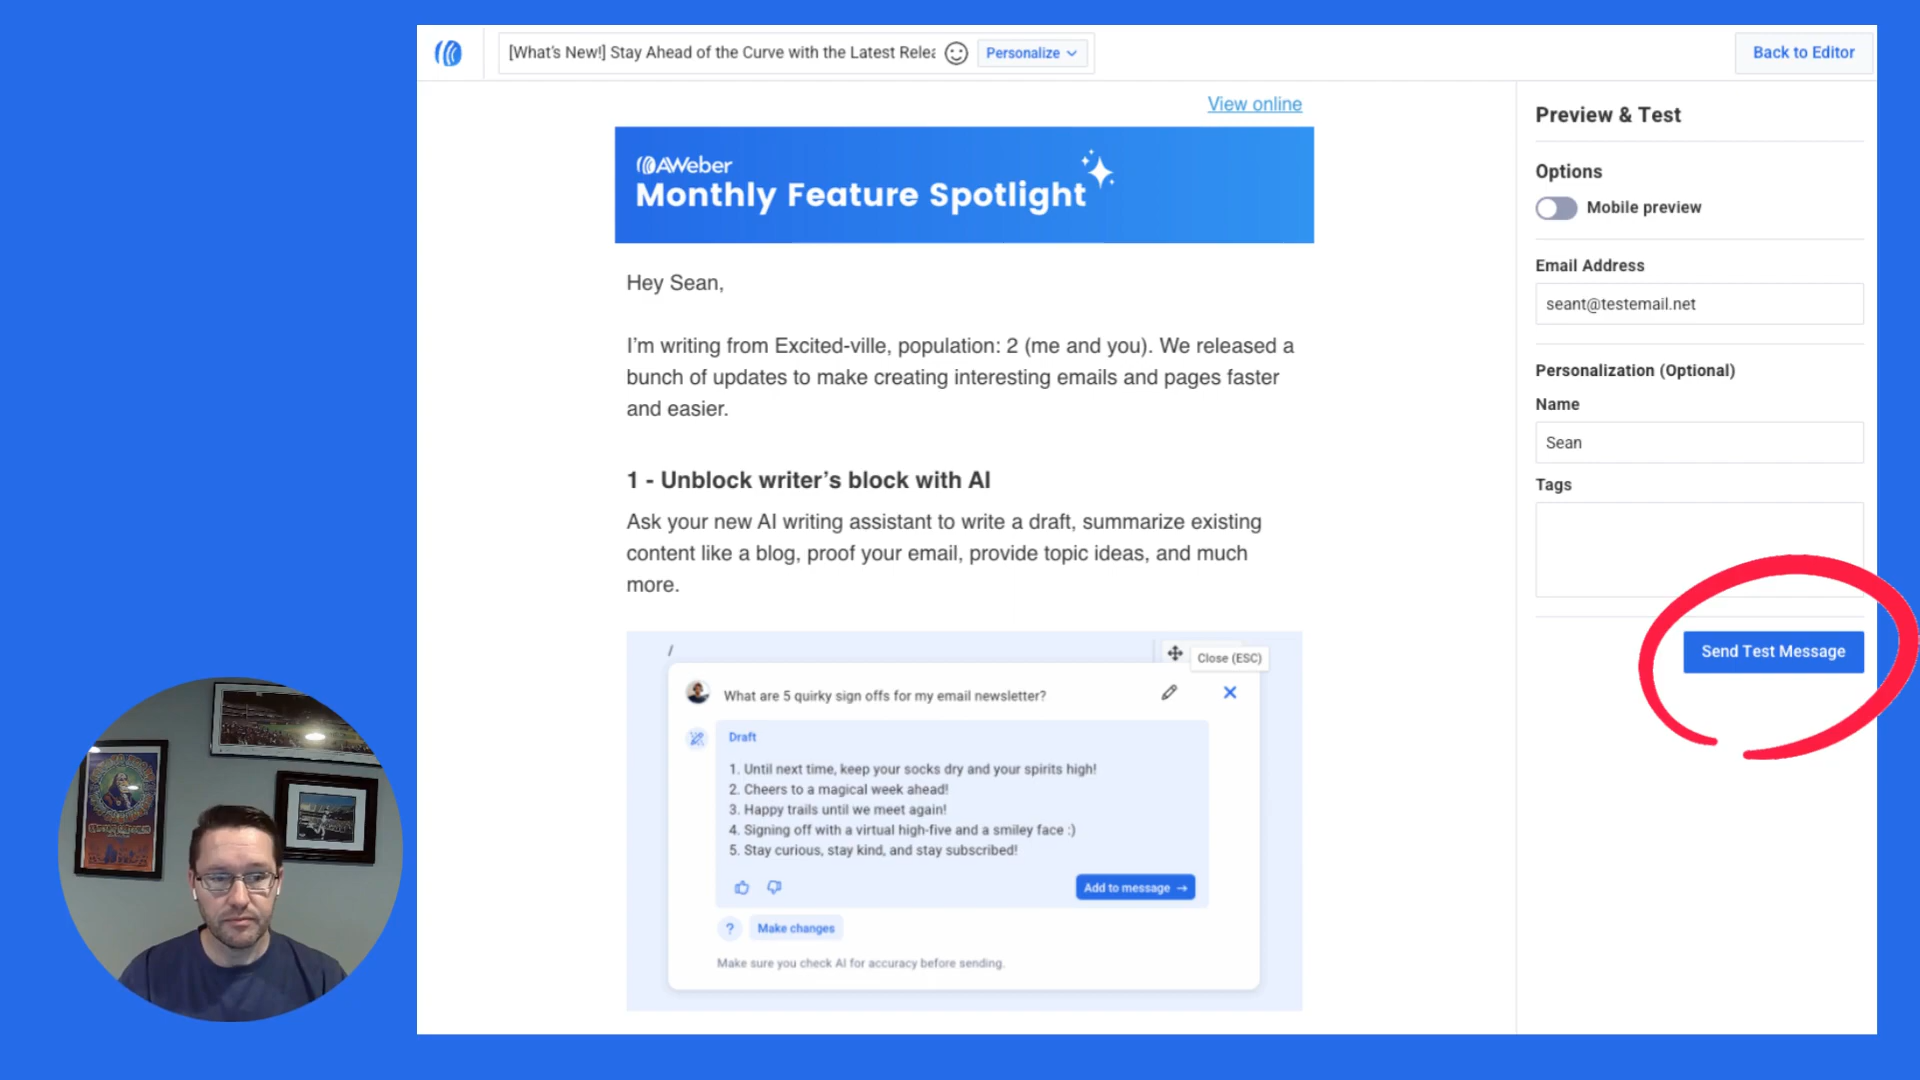 [What's New!] Stay Ahead of the Curve with the Latest Relea
Personalize
Back to Editor
View online
AWeber
Monthly Feature Spotlight
Hey Sean,
I'm writing from Excited-ville, population: 2 (me and you). We released a
bunch of updates to make creating interesting emails and pages faster
and easier.
1 - Unblock writer's block with AI
Ask your new AI writing assistant to write a draft, summarize existing
content like a blog, proof your email, provide topic ideas, and much
more.
/
Close (ESC)
What are 5 quirky sign offs for my email newsletter?
Draft
1. Until next time, keep your socks dry and your spirits high!
2. Cheers to a magical week ahead!
3. Happy trails until we meet again!
4. Signing off with a virtual high-five and a smiley face :)
5. Stay curious, stay kind, and stay subscribed!
Add to message →
? Make changes
Make sure you check AI for accuracy before sending.
Preview & Test
Options
Mobile preview
Email Address
seant@testemail.net
Personalization (Optional)
Name
Sean
Tags
Send Test Message